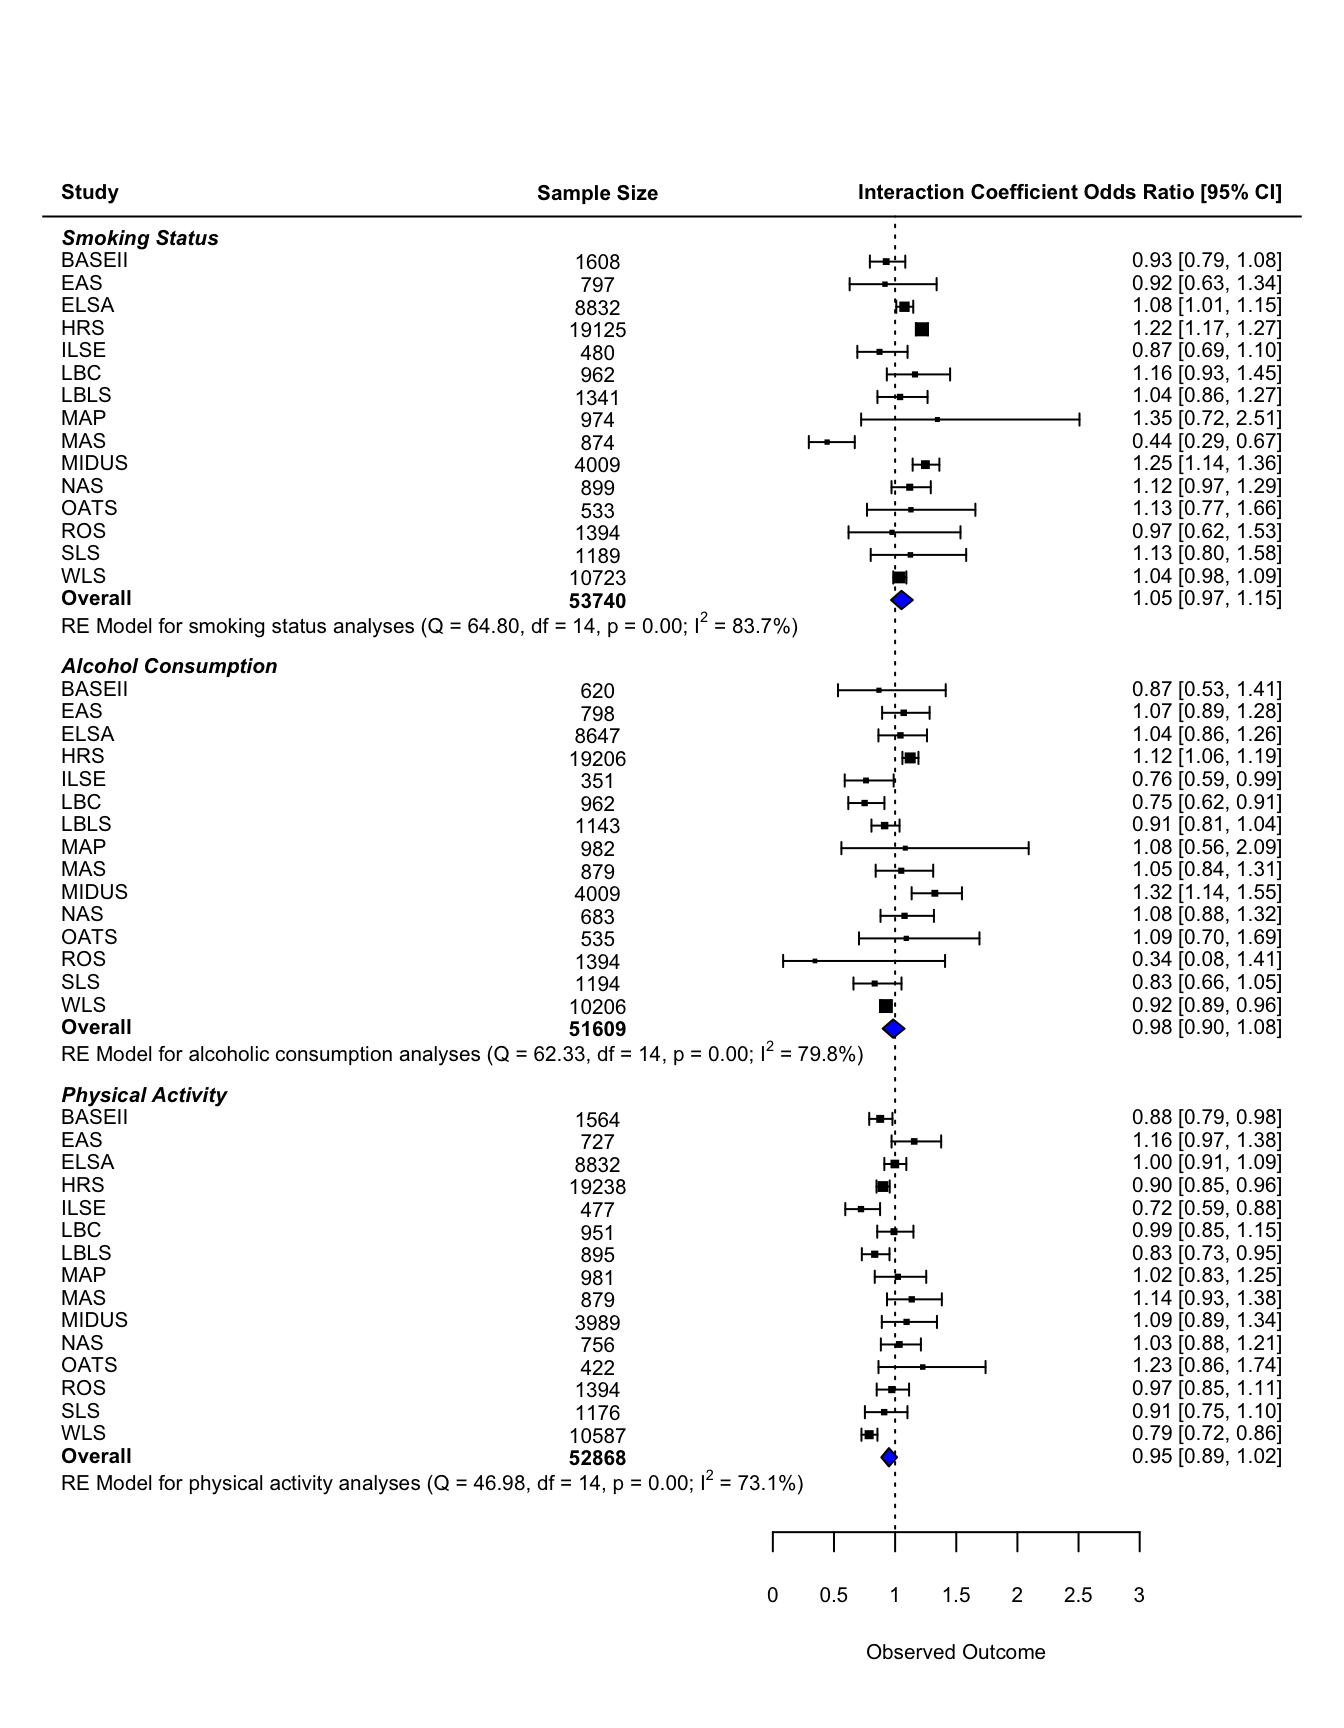 Study Sample Size Interaction Coefficient Odds Ratio [95% CI]
Smoking Status
BASEII 1608 0.93 [0.79, 1.08]
EAS 797 0.92 [0.63, 1.34]
ELSA 8832 1.08 [1.01, 1.15]
HRS 19125 1.22 [1.17, 1.27]
ILSE 480 0.87 [0.69, 1.10]
LBC 962 1.16 [0.93, 1.45]
LBLS 1341 1.04 [0.86, 1.27]
MAP 974 1.35 [0.72, 2.51]
MAS 874 0.44 [0.29, 0.67]
MIDUS 4009 1.25 [1.14, 1.36]
NAS 899 1.12 [0.97, 1.29]
OATS 533 1.13 [0.77, 1.66]
ROS 1394 0.97 [0.62, 1.53]
SLS 1189 1.13 [0.80, 1.58]
WLS 10723 1.04 [0.98, 1.09]
Overall 53740 1.05 [0.97, 1.15]
RE Model for smoking status analyses (Q = 64.80, df = 14, p = 0.00; I² = 83.7%)
Alcohol Consumption
BASEII 620 0.87 [0.53, 1.41]
EAS 798 1.07 [0.89, 1.28]
ELSA 8647 1.04 [0.86, 1.26]
HRS 19206 1.12 [1.06, 1.19]
ILSE 351 0.76 [0.59, 0.99]
LBC 962 0.75 [0.62, 0.91]
LBLS 1143 0.91 [0.81, 1.04]
MAP 982 1.08 [0.56, 2.09]
MAS 879 1.05 [0.84, 1.31]
MIDUS 4009 1.32 [1.14, 1.55]
NAS 683 1.08 [0.88, 1.32]
OATS 535 1.09 [0.70, 1.69]
ROS 1394 0.34 [0.08, 1.41]
SLS 1194 0.83 [0.66, 1.05]
WLS 10206 0.92 [0.89, 0.96]
Overall 51609 0.98 [0.90, 1.08]
RE Model for alcoholic consumption analyses (Q = 62.33, df = 14, p = 0.00; I² = 79.8%)
Physical Activity
BASEII 1564 0.88 [0.79, 0.98]
EAS 727 1.16 [0.97, 1.38]
ELSA 8832 1.00 [0.91, 1.09]
HRS 19238 0.90 [0.85, 0.96]
ILSE 477 0.72 [0.59, 0.88]
LBC 951 0.99 [0.85, 1.15]
LBLS 895 0.83 [0.73, 0.95]
MAP 981 1.02 [0.83, 1.25]
MAS 879 1.14 [0.93, 1.38]
MIDUS 3989 1.09 [0.89, 1.34]
NAS 756 1.03 [0.88, 1.21]
OATS 422 1.23 [0.86, 1.74]
ROS 1394 0.97 [0.85, 1.11]
SLS 1176 0.91 [0.75, 1.10]
WLS 10587 0.79 [0.72, 0.86]
Overall 52868 0.95 [0.89, 1.02]
RE Model for physical activity analyses (Q = 46.98, df = 14, p = 0.00; I² = 73.1%)
0 0.5 1 1.5 2 2.5 3
Observed Outcome